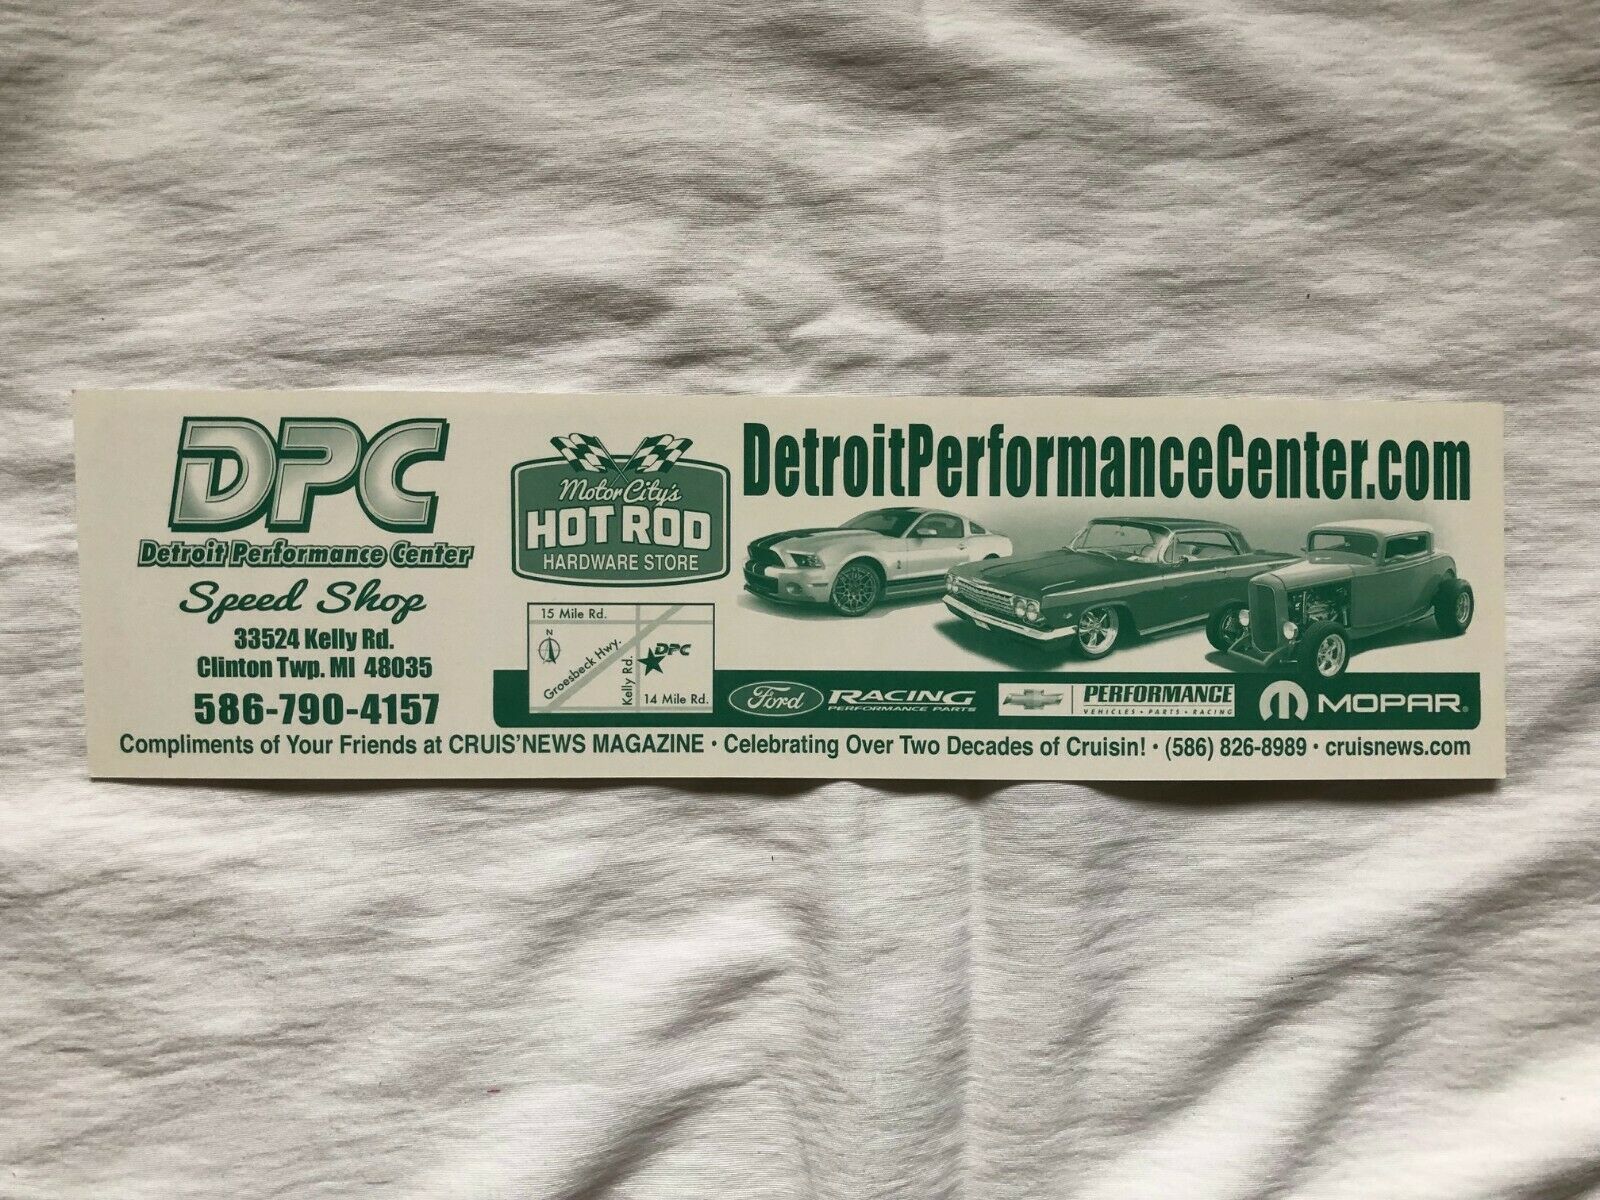 DPC
Detroit Performance Center
Speed Shop
33524 Kelly Rd.
Clinton Twp. MI 48035
586-790-4157
Motor City's
HOT ROD
HARDWARE STORE
15 Mile Rd.
N
Groesbeck Hwy.
Kelly Rd.
DPC
14 Mile Rd.
DetroitPerformanceCenter.com
Ford RACING
PERFORMANCE PARTS
PERFORMANCE
VEHICLES • PARTS • RACING
MOPAR®
Compliments of Your Friends at CRUIS'NEWS MAGAZINE • Celebrating Over Two Decades of Cruisin! • (586) 826-8989 • cruisnews.com